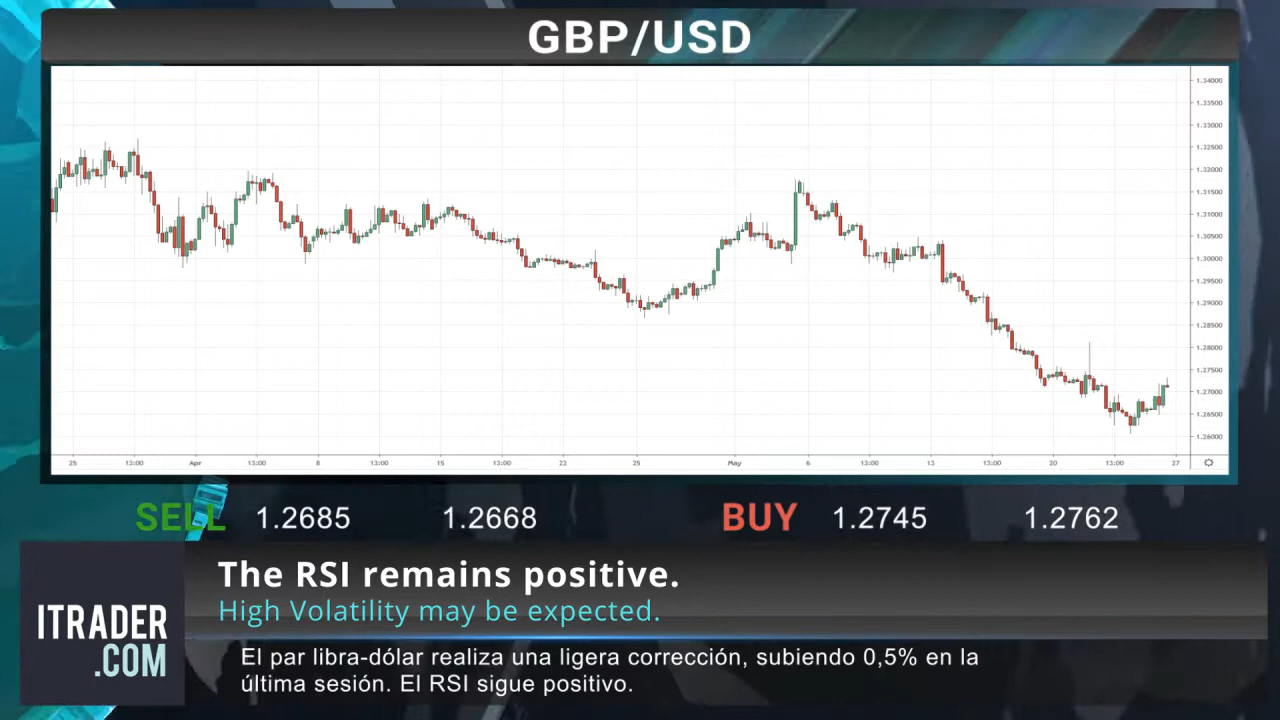 GBP/USD
1.34000
1.33500
1.33000
1.32500
1.32000
1.31500
1.31000
1.30500
1.30000
1.29500
1.29000
1.28500
1.28000
1.27500
1.27000
1.26500
1.26000
25 13:00 Apr 13:00 8 13:00 15 13:00 22 25 May 6 13:00 13 13:00 20 13:00 27
SELL 1.2685 1.2668 BUY 1.2745 1.2762
The RSI remains positive.
High Volatility may be expected.
ITRADER
.COM
El par libra-dólar realiza una ligera corrección, subiendo 0,5% en la
última sesión. El RSI sigue positivo.